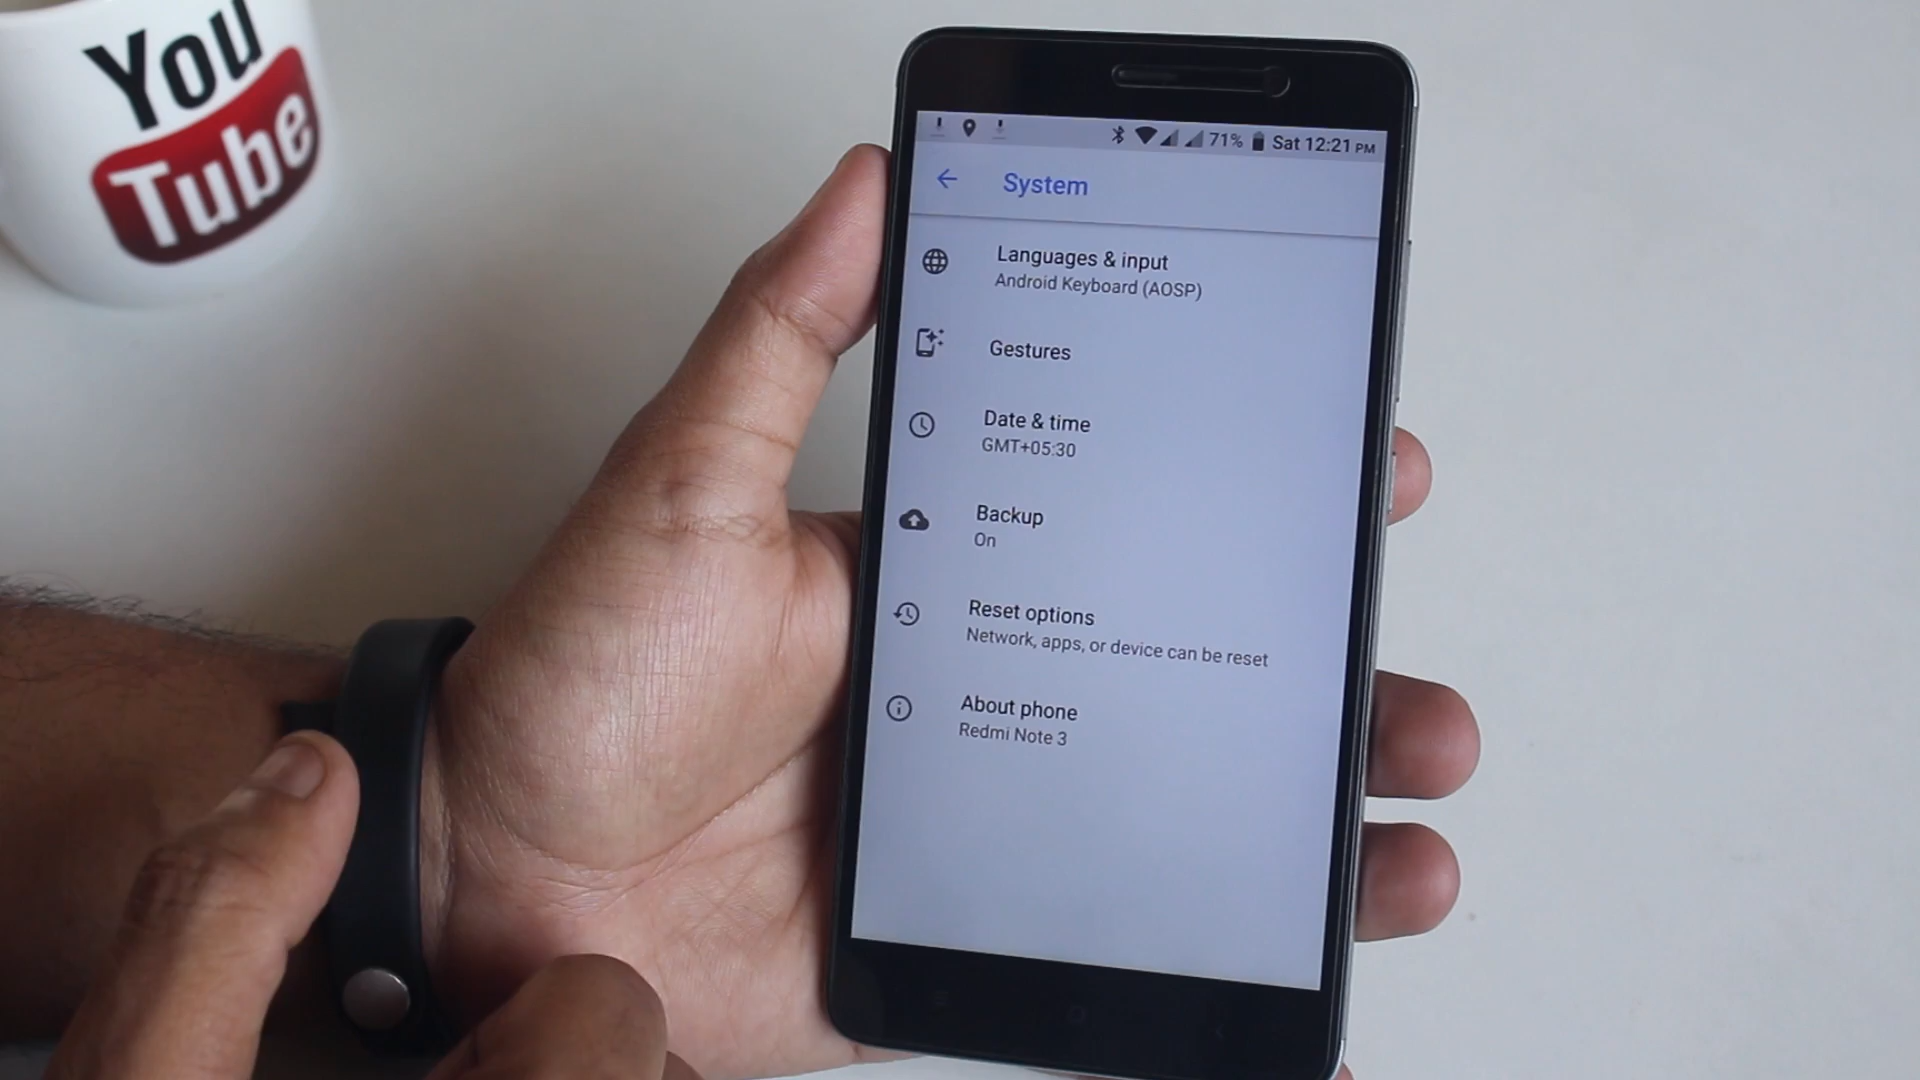 You
Tube
71% Sat 12:21 PM
System
Languages & input
Android Keyboard (AOSP)
Gestures
Date & time
GMT+05:30
Backup
On
Reset options
Network, apps, or device can be reset
About phone
Redmi Note 3